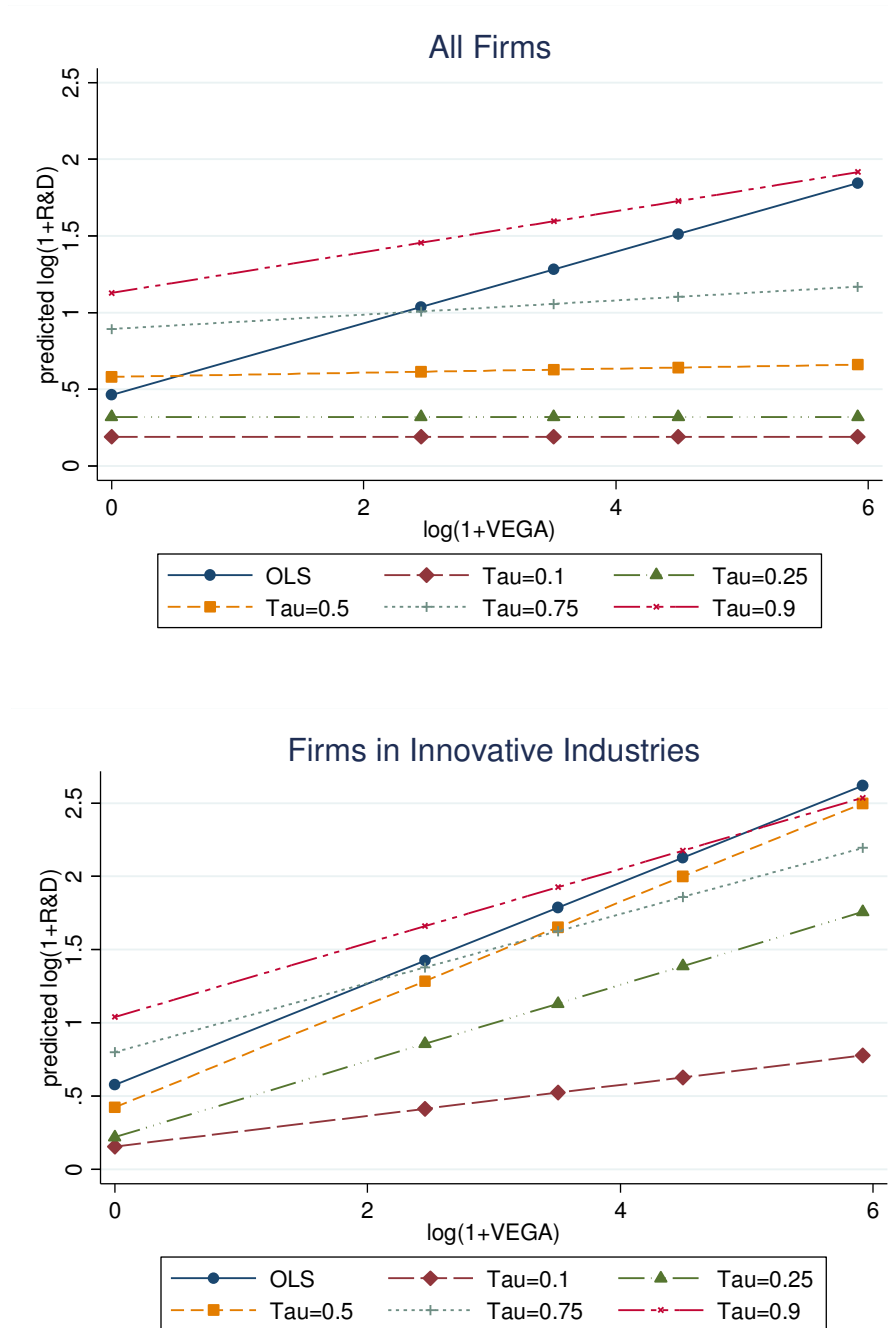 All Firms
predicted log(1+R&D)
2.5
2
1.5
1
.5
0
0 2 4 6
log(1+VEGA)
OLS Tau=0.1 Tau=0.25
Tau=0.5 Tau=0.75 Tau=0.9
Firms in Innovative Industries
predicted log(1+R&D)
2.5
2
1.5
1
.5
0
0 2 4 6
log(1+VEGA)
OLS Tau=0.1 Tau=0.25
Tau=0.5 Tau=0.75 Tau=0.9